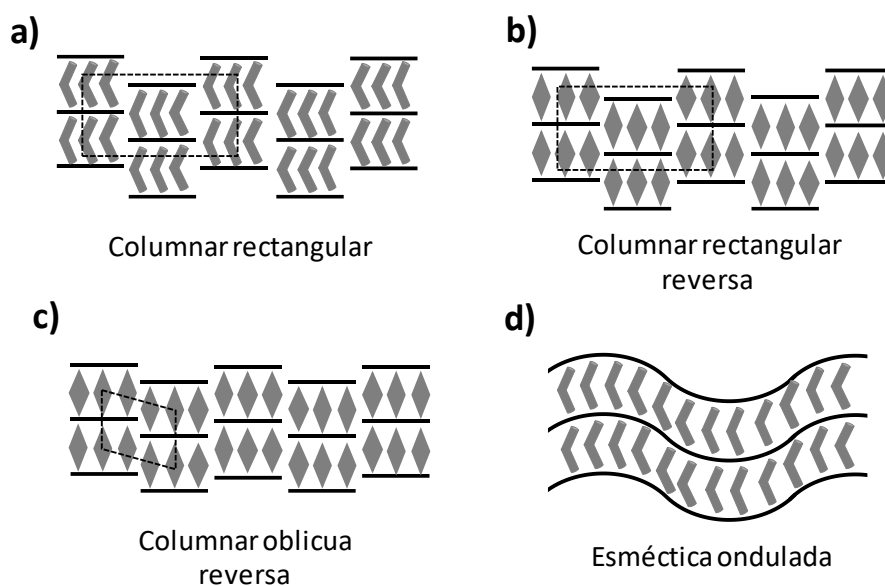 a)
Columnar rectangular
b)
Columnar rectangular
reversa
c)
Columnar oblicua
reversa
d)
Esméctica ondulada